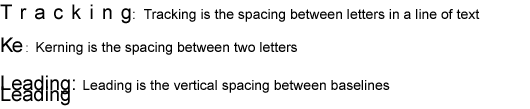 T r a c k i n g: Tracking is the spacing between letters in a line of text
Ke: Kerning is the spacing between two letters
Leading: Leading is the vertical spacing between baselines
Leading